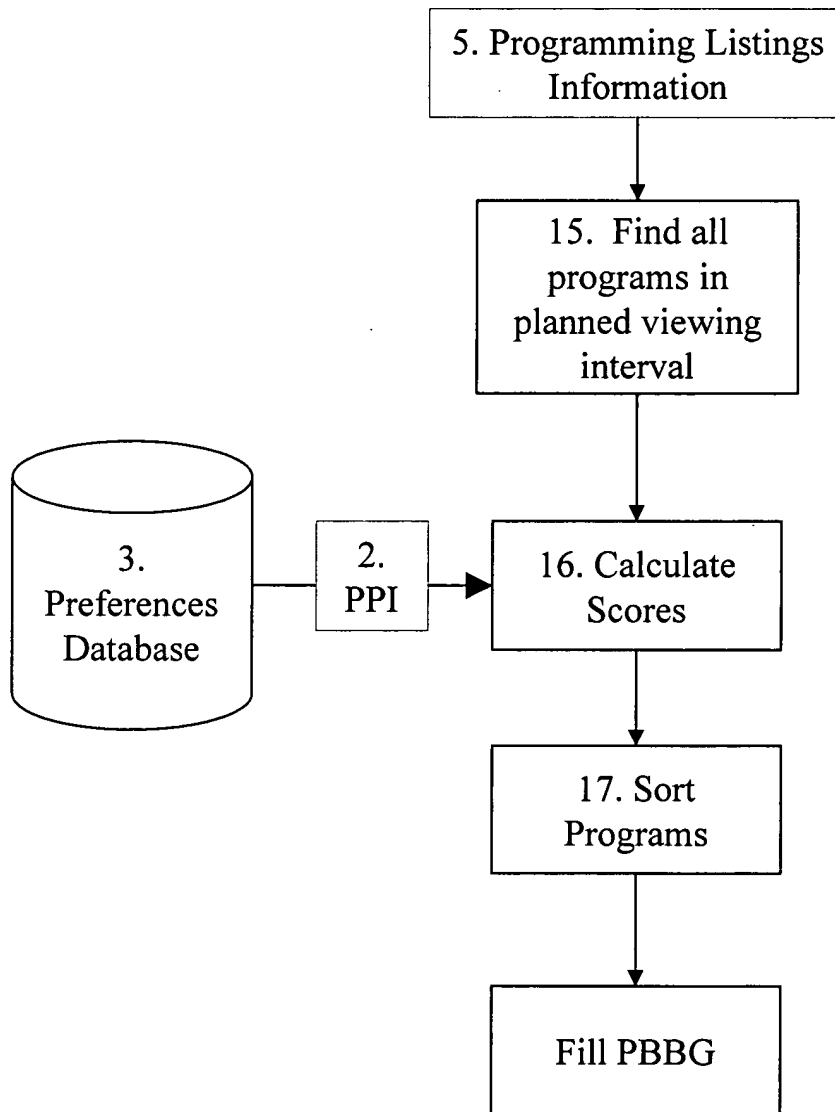 5. Programming Listings
Information
15. Find all
programs in
planned viewing
interval
3.
Preferences
Database
2.
PPI
16. Calculate
Scores
17. Sort
Programs
Fill PBBG